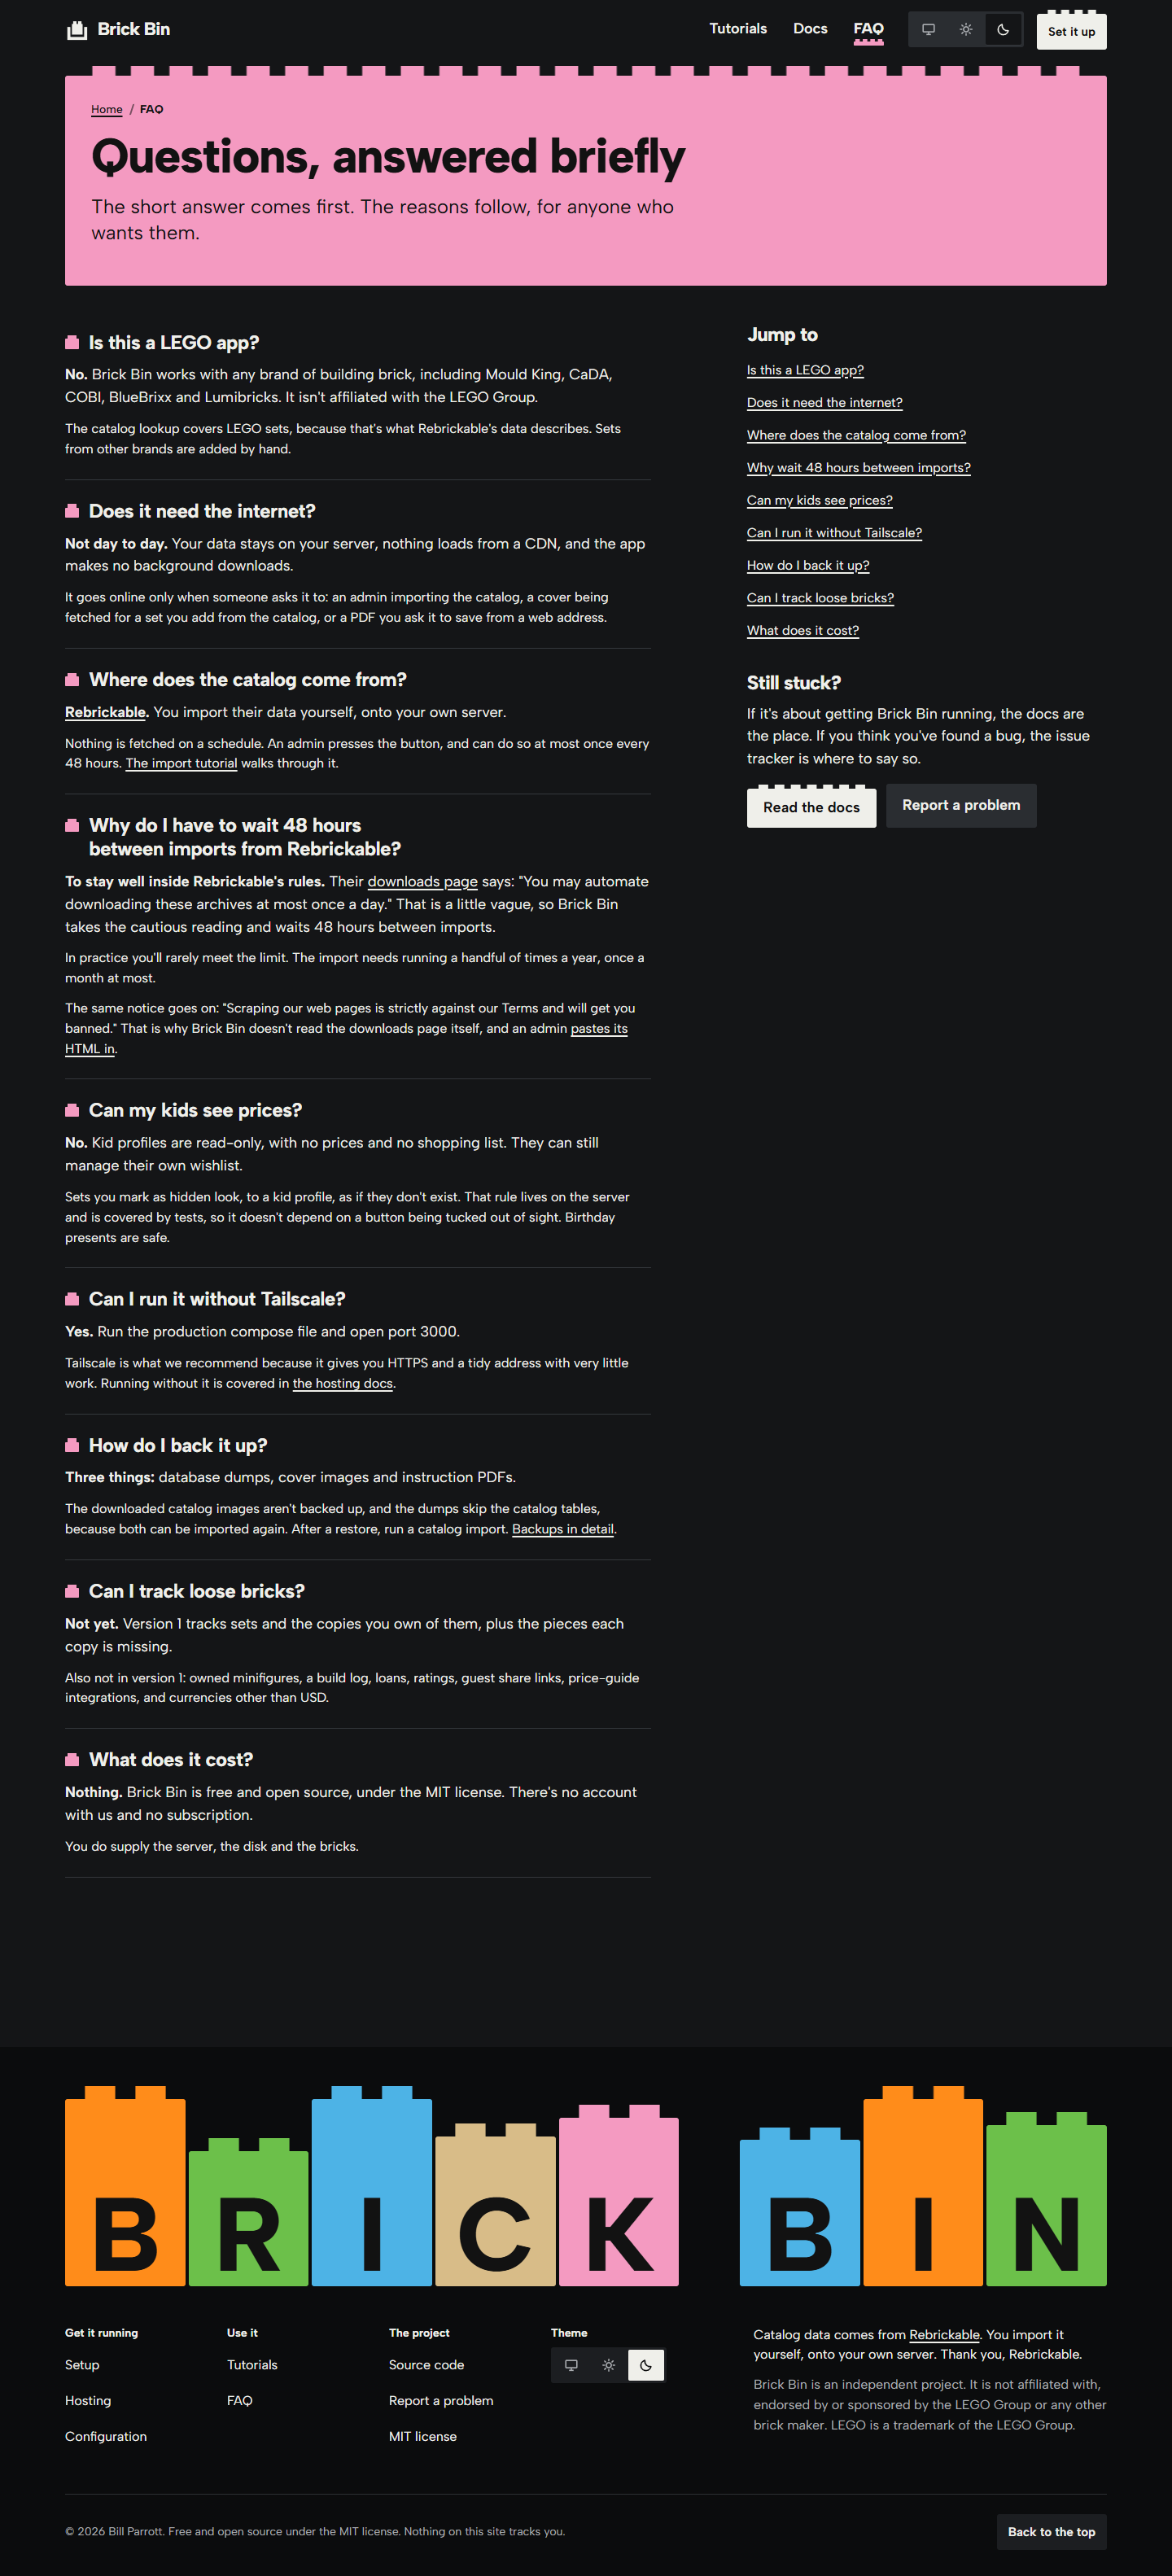 Brick Bin
Tutorials Docs FAQ Set it up
Home / FAQ
Questions, answered briefly
The short answer comes first. The reasons follow, for anyone who
wants them.
Is this a LEGO app?
No. Brick Bin works with any brand of building brick, including Mould King, CaDA,
COBI, BlueBrixx and Lumibricks. It isn't affiliated with the LEGO Group.
The catalog lookup covers LEGO sets, because that's what Rebrickable's data describes. Sets
from other brands are added by hand.
Does it need the internet?
Not day to day. Your data stays on your server, nothing loads from a CDN, and the app
makes no background downloads.
It goes online only when someone asks it to: an admin importing the catalog, a cover being
fetched for a set you add from the catalog, or a PDF you ask it to save from a web address.
Where does the catalog come from?
Rebrickable. You import their data yourself, onto your own server.
Nothing is fetched on a schedule. An admin presses the button, and can do so at most once every
48 hours. The import tutorial walks through it.
Why do I have to wait 48 hours
between imports from Rebrickable?
To stay well inside Rebrickable's rules. Their downloads page says: "You may automate
downloading these archives at most once a day." That is a little vague, so Brick Bin
takes the cautious reading and waits 48 hours between imports.
In practice you'll rarely meet the limit. The import needs running a handful of times a year, once a
month at most.
The same notice goes on: "Scraping our web pages is strictly against our Terms and will get you
banned." That is why Brick Bin doesn't read the downloads page itself, and an admin pastes its
HTML in.
Can my kids see prices?
No. Kid profiles are read-only, with no prices and no shopping list. They can still
manage their own wishlist.
Sets you mark as hidden look, to a kid profile, as if they don't exist. That rule lives on the server
and is covered by tests, so it doesn't depend on a button being tucked out of sight. Birthday
presents are safe.
Can I run it without Tailscale?
Yes. Run the production compose file and open port 3000.
Tailscale is what we recommend because it gives you HTTPS and a tidy address with very little
work. Running without it is covered in the hosting docs.
How do I back it up?
Three things: database dumps, cover images and instruction PDFs.
The downloaded catalog images aren't backed up, and the dumps skip the catalog tables,
because both can be imported again. After a restore, run a catalog import. Backups in detail.
Can I track loose bricks?
Not yet. Version 1 tracks sets and the copies you own of them, plus the pieces each
copy is missing.
Also not in version 1: owned minifigures, a build log, loans, ratings, guest share links, price-guide
integrations, and currencies other than USD.
What does it cost?
Nothing. Brick Bin is free and open source, under the MIT license. There's no account
with us and no subscription.
You do supply the server, the disk and the bricks.
Jump to
Is this a LEGO app?
Does it need the internet?
Where does the catalog come from?
Why wait 48 hours between imports?
Can my kids see prices?
Can I run it without Tailscale?
How do I back it up?
Can I track loose bricks?
What does it cost?
Still stuck?
If it's about getting Brick Bin running, the docs are
the place. If you think you've found a bug, the issue
tracker is where to say so.
Read the docs Report a problem
BRICK BIN
Get it running
Setup
Hosting
Configuration
Use it
Tutorials
FAQ
The project
Source code
Report a problem
MIT license
Theme
Catalog data comes from Rebrickable. You import it
yourself, onto your own server. Thank you, Rebrickable.
Brick Bin is an independent project. It is not affiliated with,
endorsed by or sponsored by the LEGO Group or any other
brick maker. LEGO is a trademark of the LEGO Group.
© 2026 Bill Parrott. Free and open source under the MIT license. Nothing on this site tracks you.
Back to the top